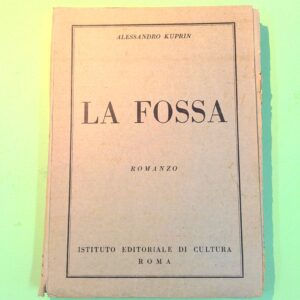 ALESSANDRO KUPRIN
LA FOSSA
ROMANZO
ISTITUTO EDITORIALE DI CULTURA
ROMA